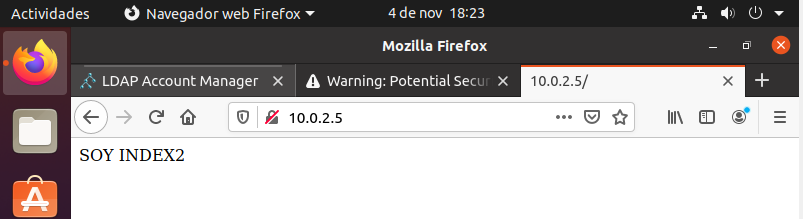 Actividades Navegador web Firefox 4 de nov 18:23
Mozilla Firefox
LDAP Account Manager Warning: Potential Secur 10.0.2.5/
10.0.2.5
SOY INDEX2